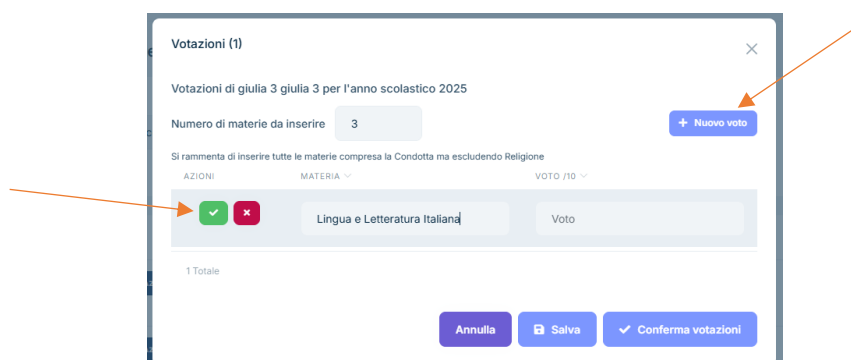 Votazioni (1)
Votazioni di giulia 3 giulia 3 per l'anno scolastico 2025
Numero di materie da inserire 3
+ Nuovo voto
Si rammenta di inserire tutte le materie compresa la Condotta ma escludendo Religione
AZIONI MATERIA VOTO /10
Lingua e Letteratura Italiana Voto
1 Totale
Annulla Salva Conferma votazioni